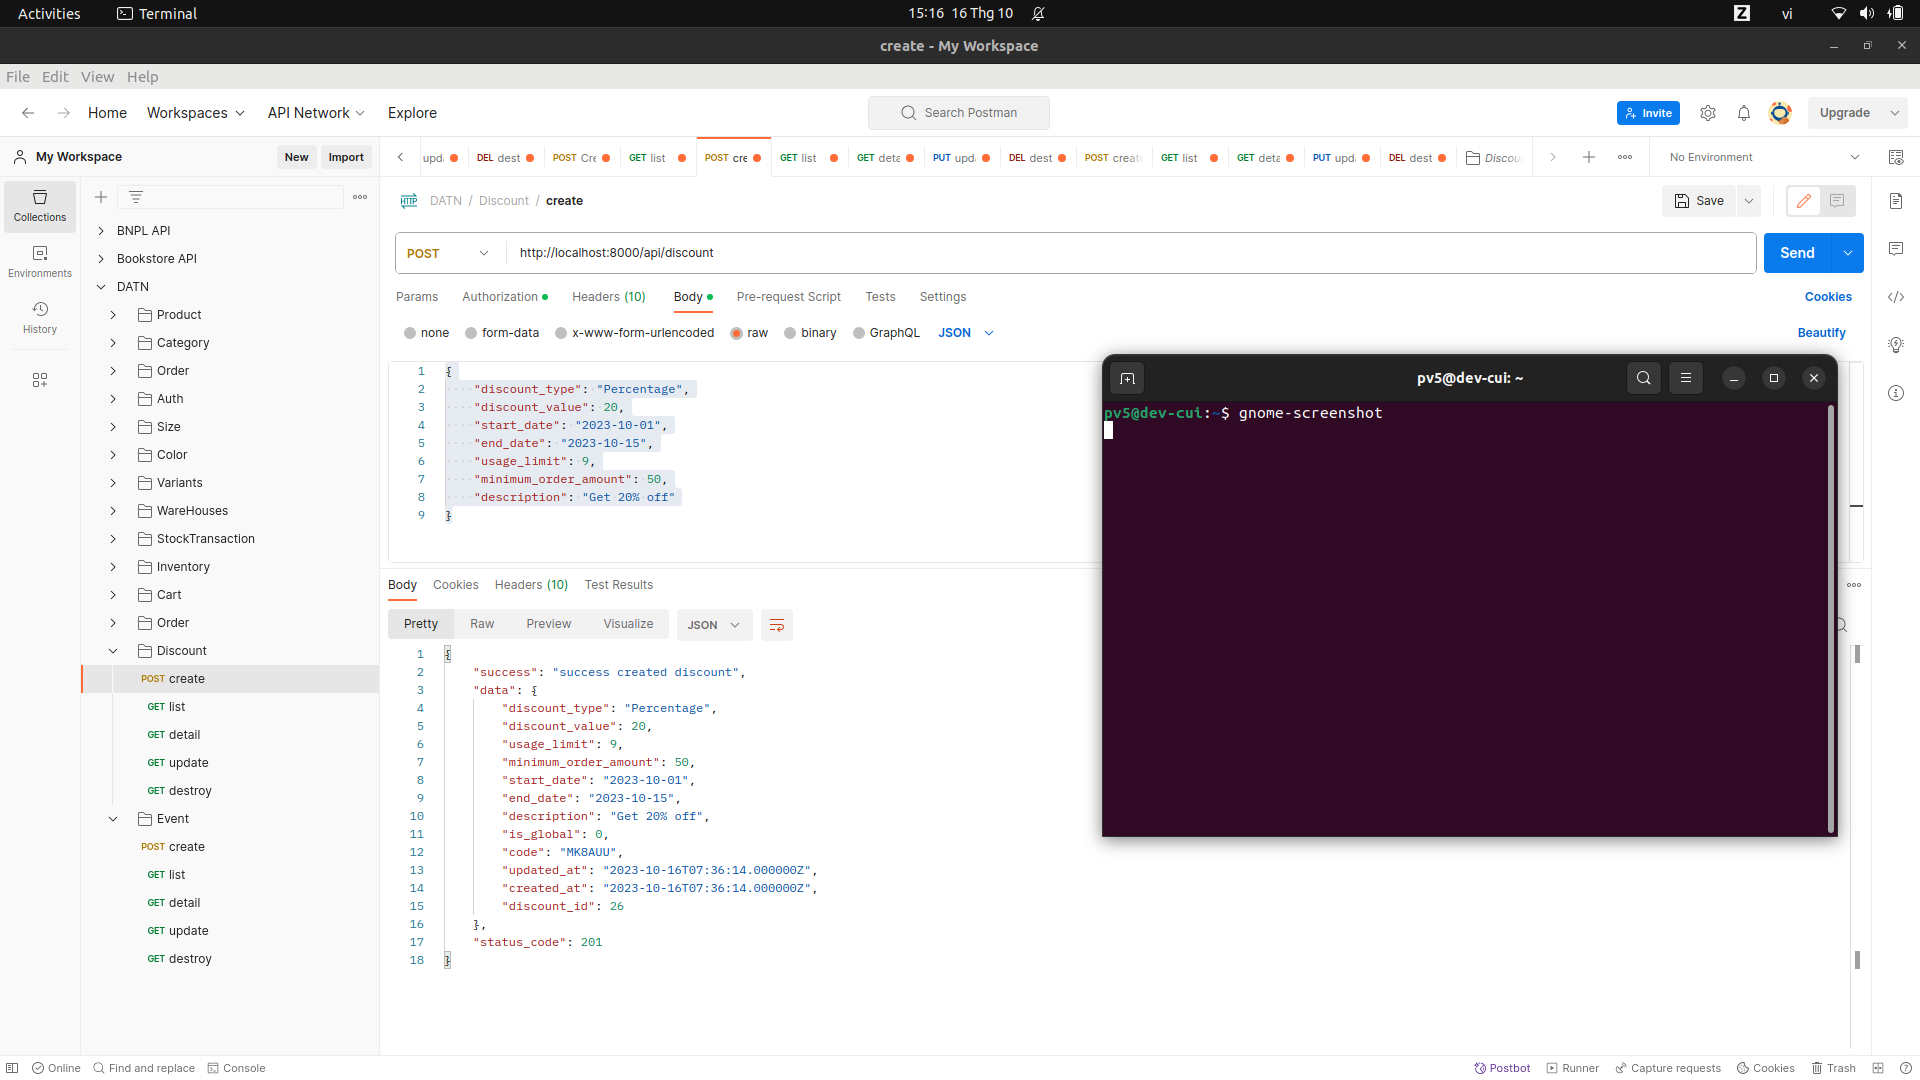 Activities
Terminal
15:16 16 Thg 10
Z
vi
create - My Workspace
File Edit View Help
Home
Workspaces
API Network
Explore
Search Postman
Invite
Upgrade
My Workspace
New
Import
upd
DEL dest
POST Cre
GET list
POST cre
GET list
GET deta
PUT upd
DEL dest
POST creat
GET list
GET deta
PUT upd
DEL dest
Discou
No Environment
Collections
Environments
History
BNPL API
Bookstore API
DATN
Product
Category
Order
Auth
Size
Color
Variants
WareHouses
StockTransaction
Inventory
Cart
Order
Discount
POST create
GET list
GET detail
GET update
GET destroy
Event
POST create
GET list
GET detail
GET update
GET destroy
HTTP
DATN / Discount / create
Save
POST
http://localhost:8000/api/discount
Send
Params
Authorization
Headers (10)
Body
Pre-request Script
Tests
Settings
Cookies
none
form-data
x-www-form-urlencoded
raw
binary
GraphQL
JSON
Beautify
1 {
2 "discount_type": "Percentage",
3 "discount_value": 20,
4 "start_date": "2023-10-01",
5 "end_date": "2023-10-15",
6 "usage_limit": 9,
7 "minimum_order_amount": 50,
8 "description": "Get 20% off"
9 }
pv5@dev-cui: ~
pv5@dev-cui:~$ gnome-screenshot
Body
Cookies
Headers (10)
Test Results
Pretty
Raw
Preview
Visualize
JSON
1 {
2 "success": "success created discount",
3 "data": {
4 "discount_type": "Percentage",
5 "discount_value": 20,
6 "usage_limit": 9,
7 "minimum_order_amount": 50,
8 "start_date": "2023-10-01",
9 "end_date": "2023-10-15",
10 "description": "Get 20% off",
11 "is_global": 0,
12 "code": "MK8AUU",
13 "updated_at": "2023-10-16T07:36:14.000000Z",
14 "created_at": "2023-10-16T07:36:14.000000Z",
15 "discount_id": 26
16 },
17 "status_code": 201
18 }
Online
Find and replace
Console
Postbot
Runner
Capture requests
Cookies
Trash